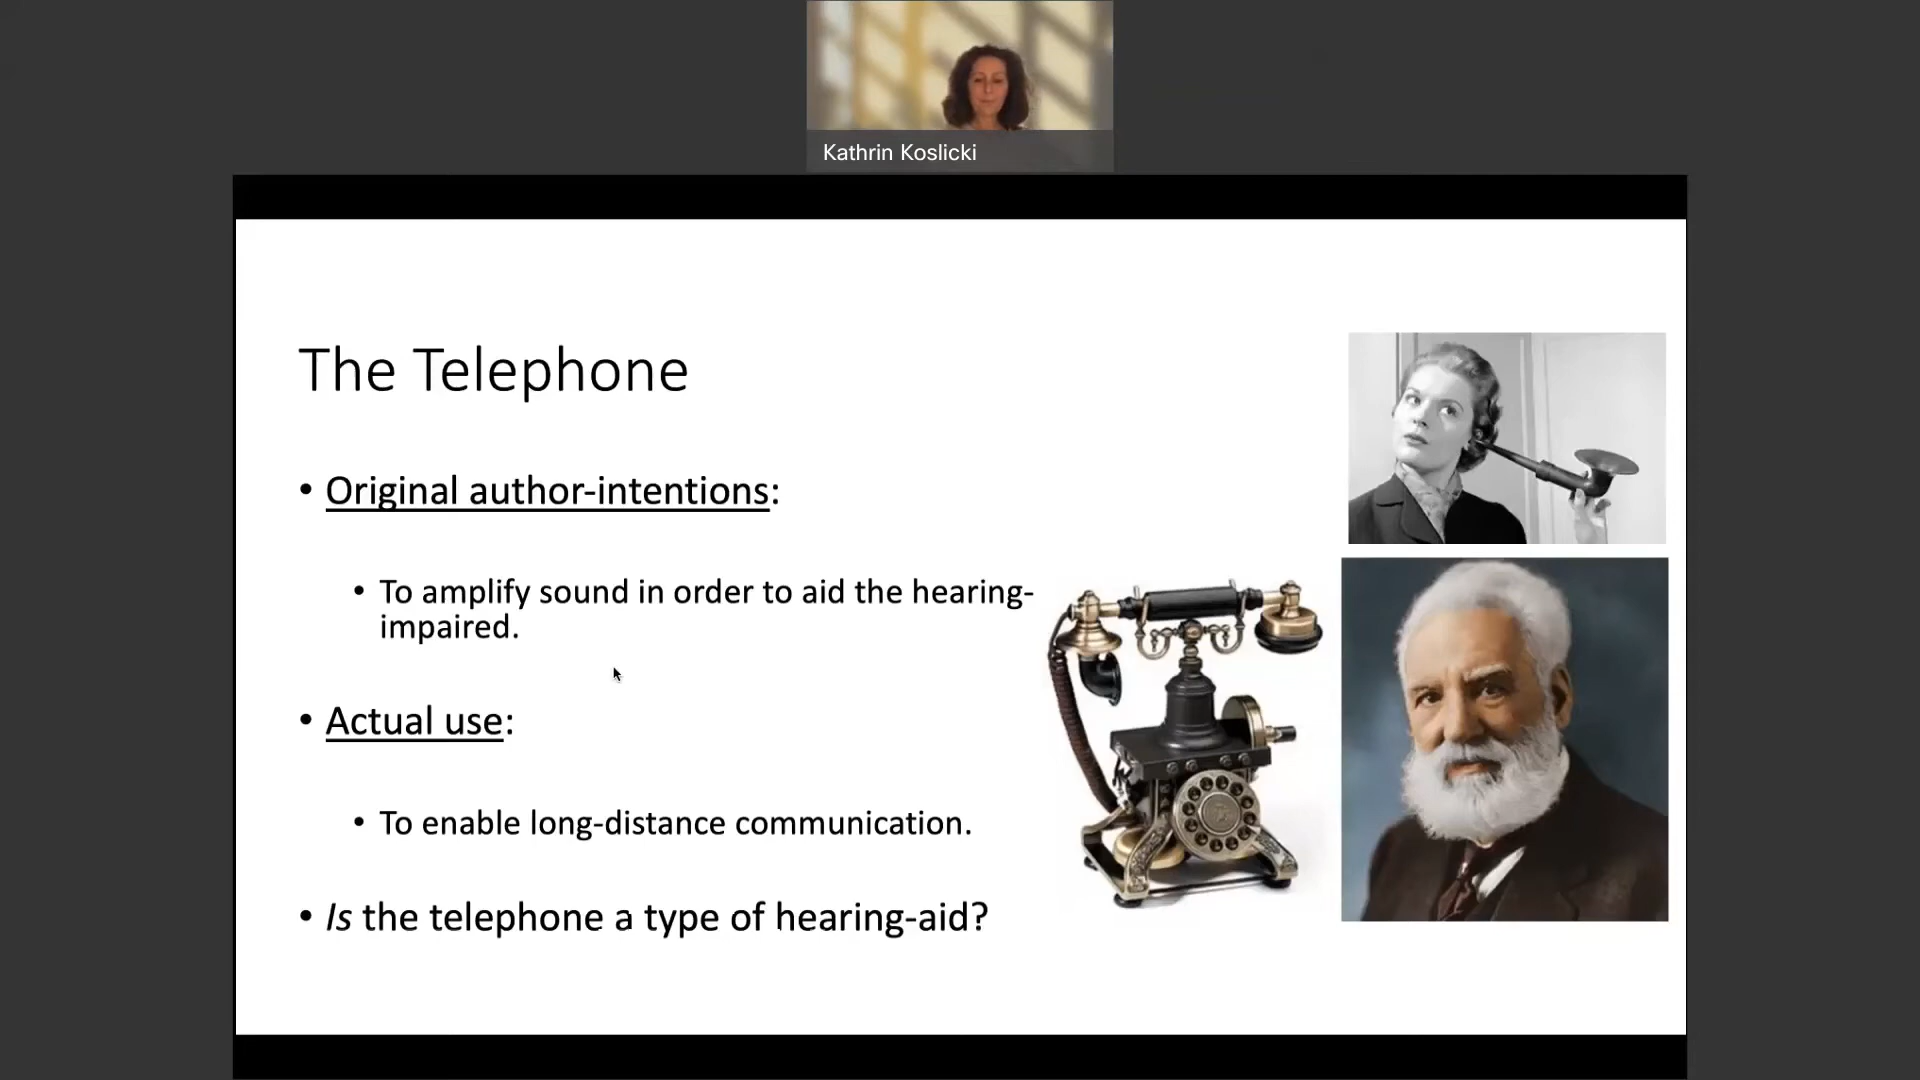 Kathrin Koslicki
The Telephone
• Original author-intentions:
• To amplify sound in order to aid the hearing-
impaired.
• Actual use:
• To enable long-distance communication.
• Is the telephone a type of hearing-aid?